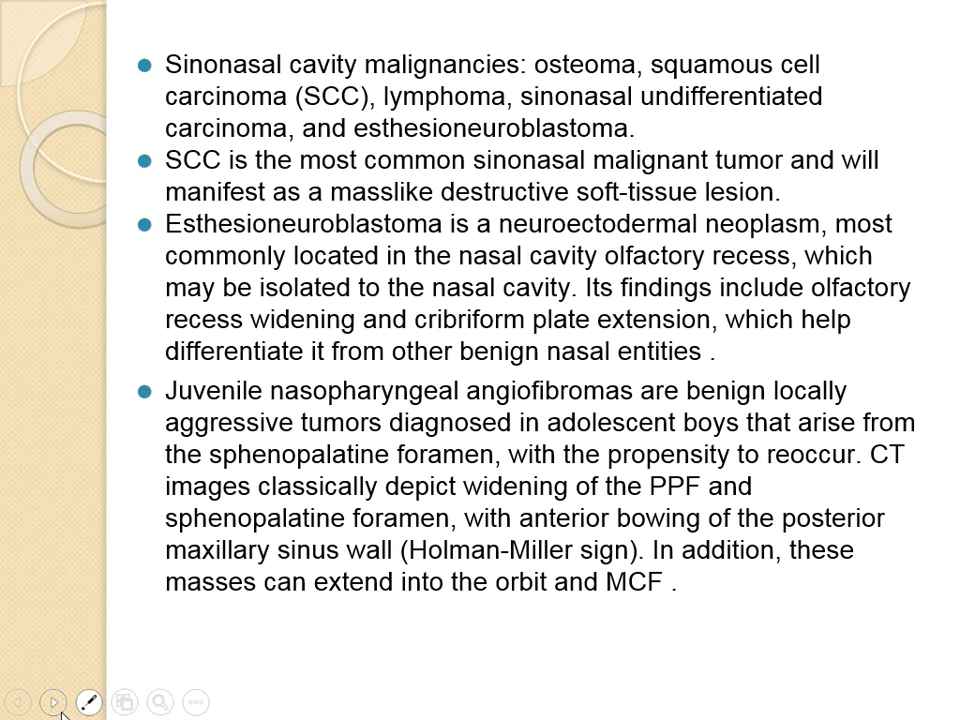 Sinonasal cavity malignancies: osteoma, squamous cell
carcinoma (SCC), lymphoma, sinonasal undifferentiated
carcinoma, and esthesioneuroblastoma.
SCC is the most common sinonasal malignant tumor and will
manifest as a masslike destructive soft-tissue lesion.
Esthesioneuroblastoma is a neuroectodermal neoplasm, most
commonly located in the nasal cavity olfactory recess, which
may be isolated to the nasal cavity. Its findings include olfactory
recess widening and cribriform plate extension, which help
differentiate it from other benign nasal entities .
Juvenile nasopharyngeal angiofibromas are benign locally
aggressive tumors diagnosed in adolescent boys that arise from
the sphenopalatine foramen, with the propensity to reoccur. CT
images classically depict widening of the PPF and
sphenopalatine foramen, with anterior bowing of the posterior
maxillary sinus wall (Holman-Miller sign). In addition, these
masses can extend into the orbit and MCF .